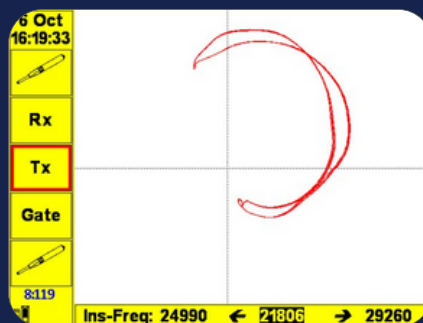 6 Oct
16:19:33
Rx
Tx
Gate
8:119
Ins-Freq: 24990 ← 21806 → 29260